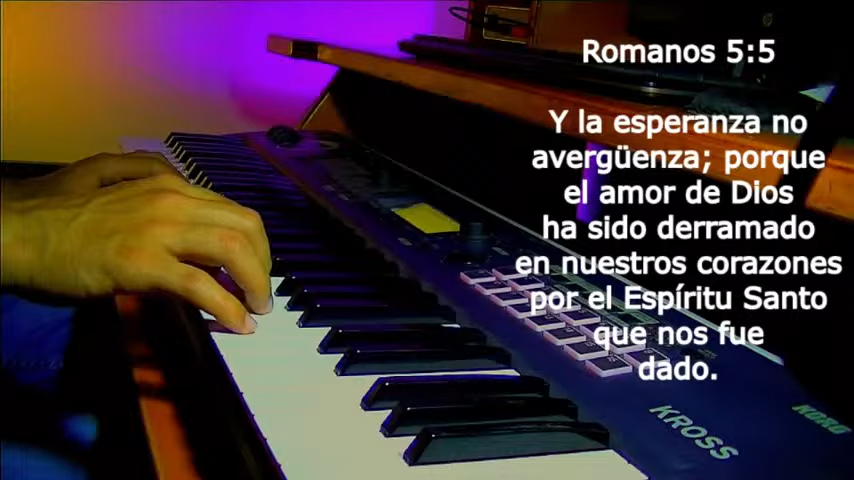 Romanos 5:5
Y la esperanza no
avergüenza; porque
el amor de Dios
ha sido derramado
en nuestros corazones
por el Espíritu Santo
que nos fue
dado.
KROSS
KORG